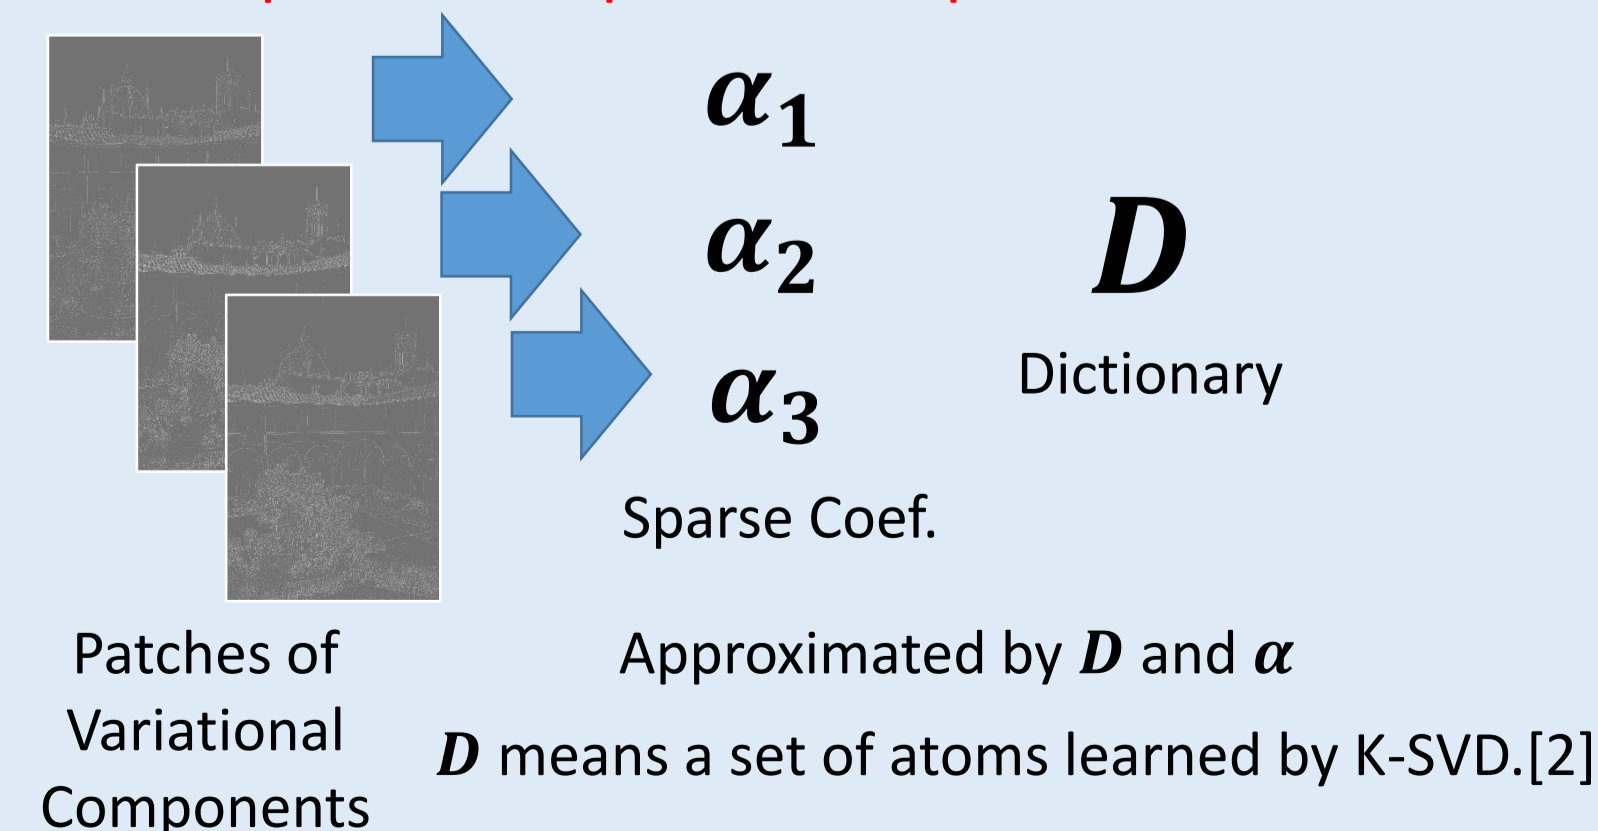 α₁
α₂
α₃
D
Dictionary
Sparse Coef.
Patches of
Variational
Components
Approximated by D and α
D means a set of atoms learned by K-SVD.[2]